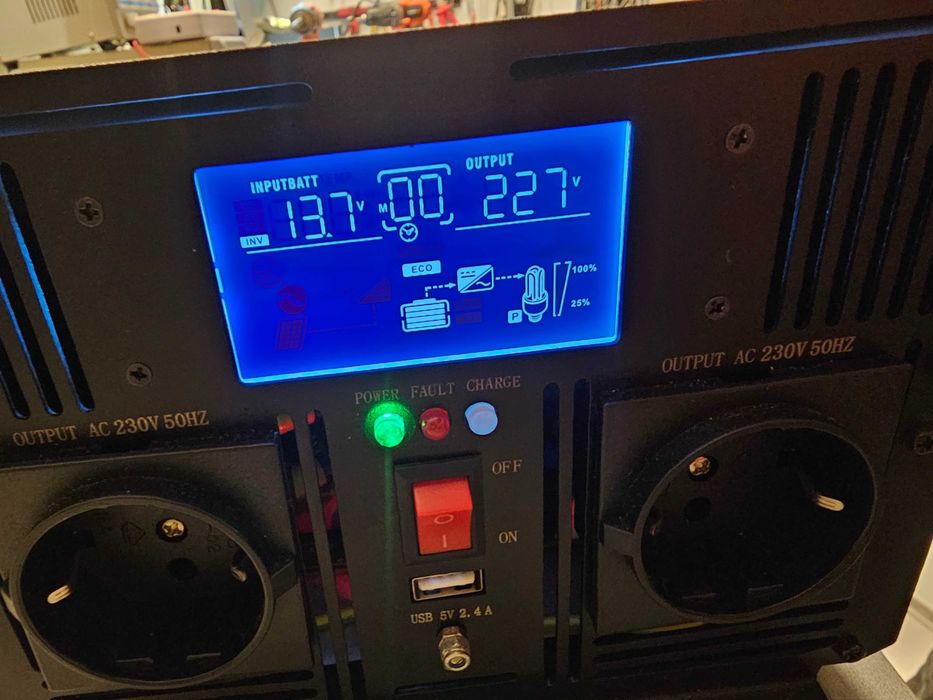 INPUTBATT
13.7V
INV
M 00
OUTPUT
227V
ECO
100%
25%
P
POWER FAULT CHARGE
OUTPUT AC 230V 50HZ
OUTPUT AC 230V 50HZ
OFF
O
I
ON
USB 5V 2.4A